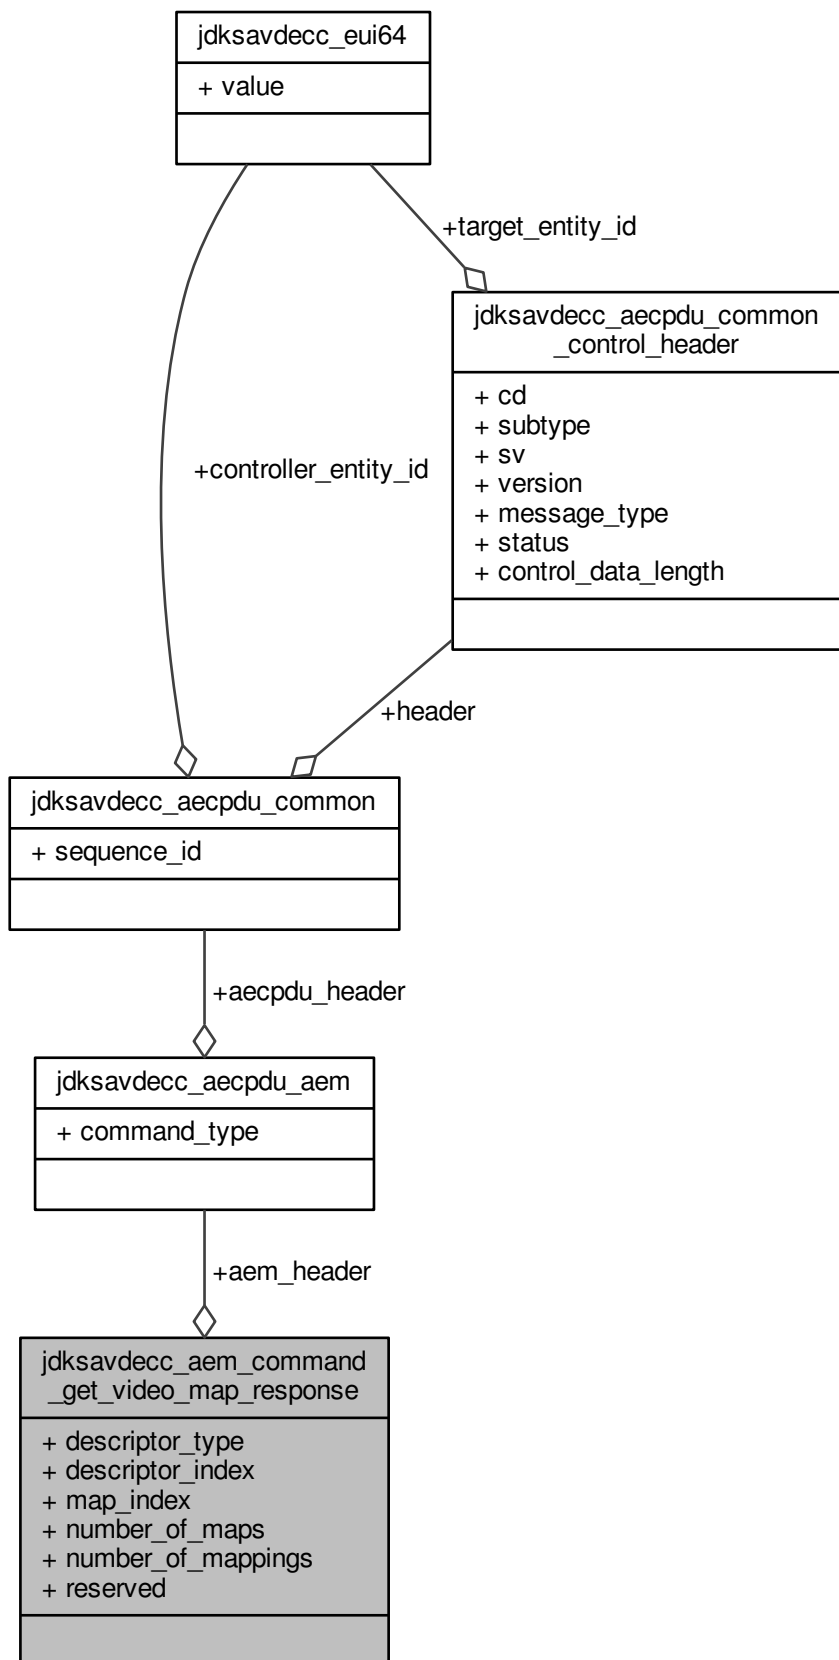 jdksavdecc_eui64
+ value
+target_entity_id
jdksavdecc_aecpdu_common
_control_header
+ cd
+ subtype
+ sv
+ version
+ message_type
+ status
+ control_data_length
+controller_entity_id
+header
jdksavdecc_aecpdu_common
+ sequence_id
+aecpdu_header
jdksavdecc_aecpdu_aem
+ command_type
+aem_header
jdksavdecc_aem_command
_get_video_map_response
+ descriptor_type
+ descriptor_index
+ map_index
+ number_of_maps
+ number_of_mappings
+ reserved